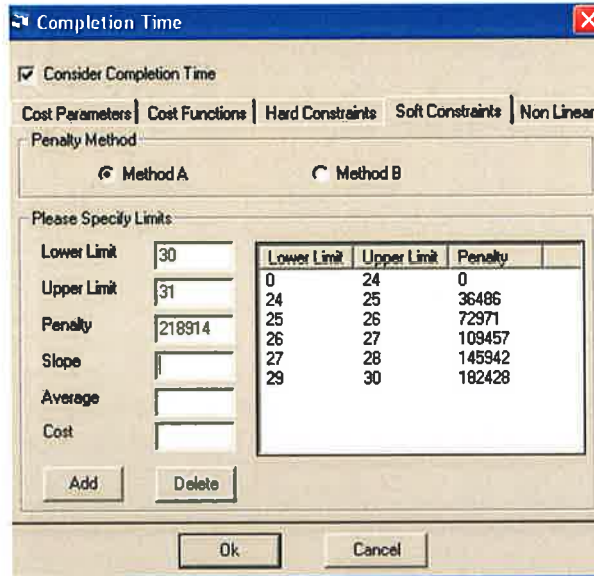 Completion Time
Consider Completion Time
Cost Parameters Cost Functions Hard Constraints Soft Constraints Non Linear
Penalty Method
Method A Method B
Please Specify Limits
Lower Limit 30
Upper Limit 31
Penalty 218914
Slope
Average
Cost
Lower Limit Upper Limit Penalty
0 24 0
24 25 36486
25 26 72971
26 27 109457
27 28 145942
29 30 182428
Add Delete
Ok Cancel